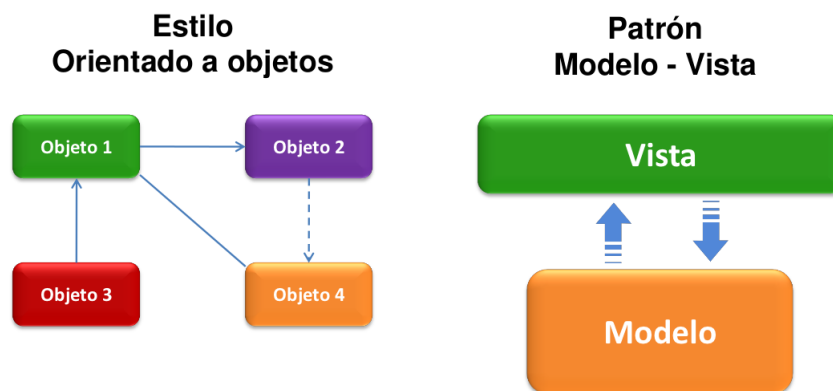 Estilo
Orientado a objetos
Objeto 1
Objeto 2
Objeto 3
Objeto 4
Patrón
Modelo - Vista
Vista
Modelo